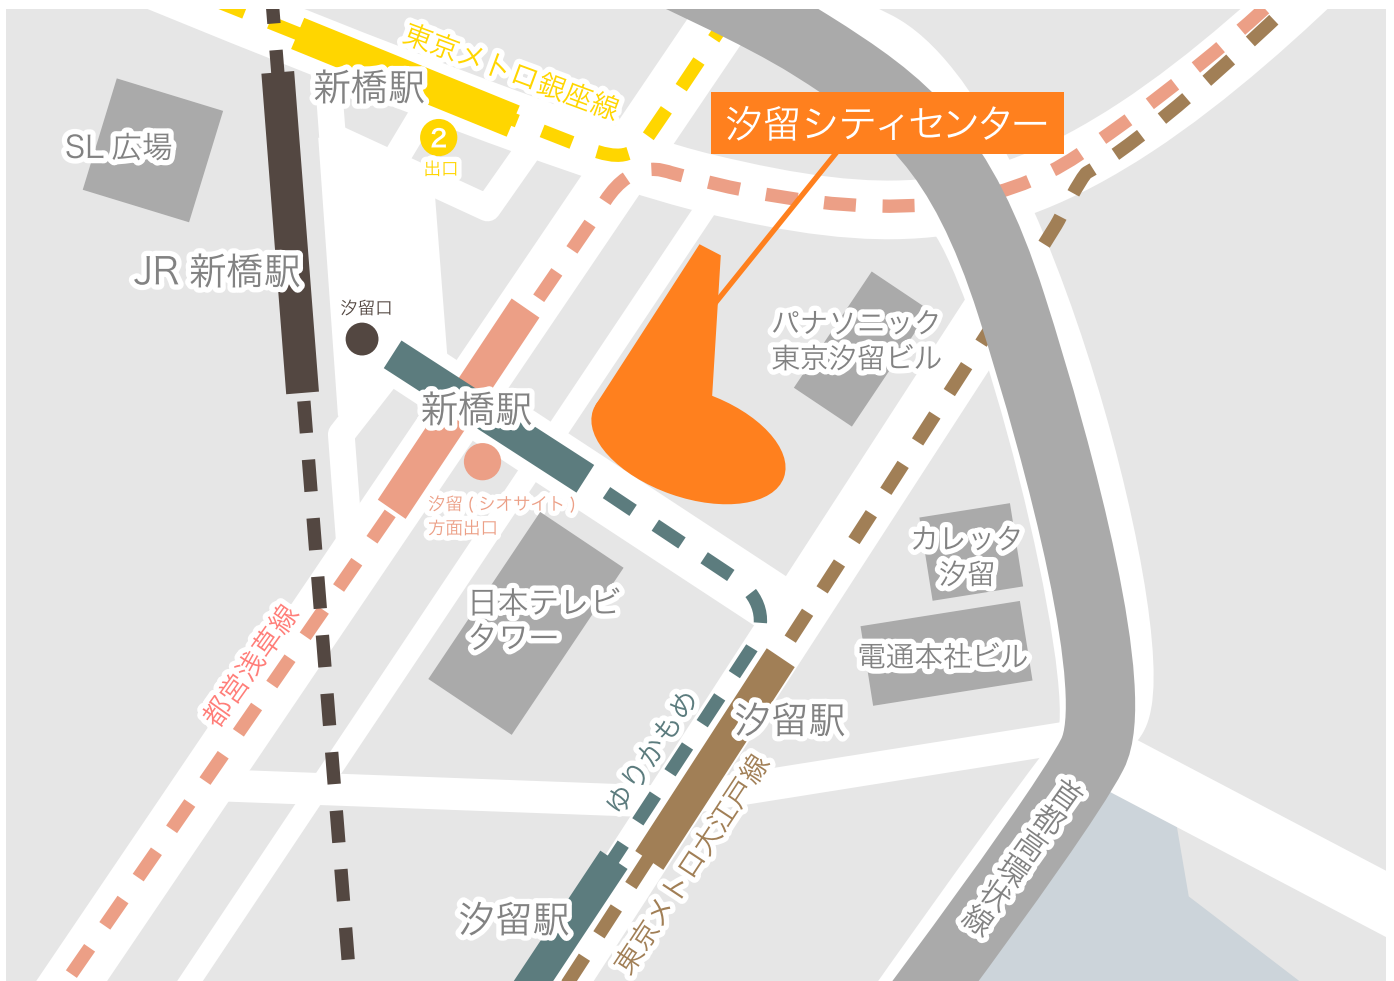 東京メトロ銀座線
新橋駅
2
出口
汐留シティセンター
SL 広場
JR 新橋駅
汐留口
パナソニック
東京汐留ビル
新橋駅
汐留(シオサイト)
方面出口
カレッタ
汐留
日本テレビ
タワー
電通本社ビル
都営浅草線
ゆりかもめ
汐留駅
東京メトロ大江戸線
首都高環状線
汐留駅